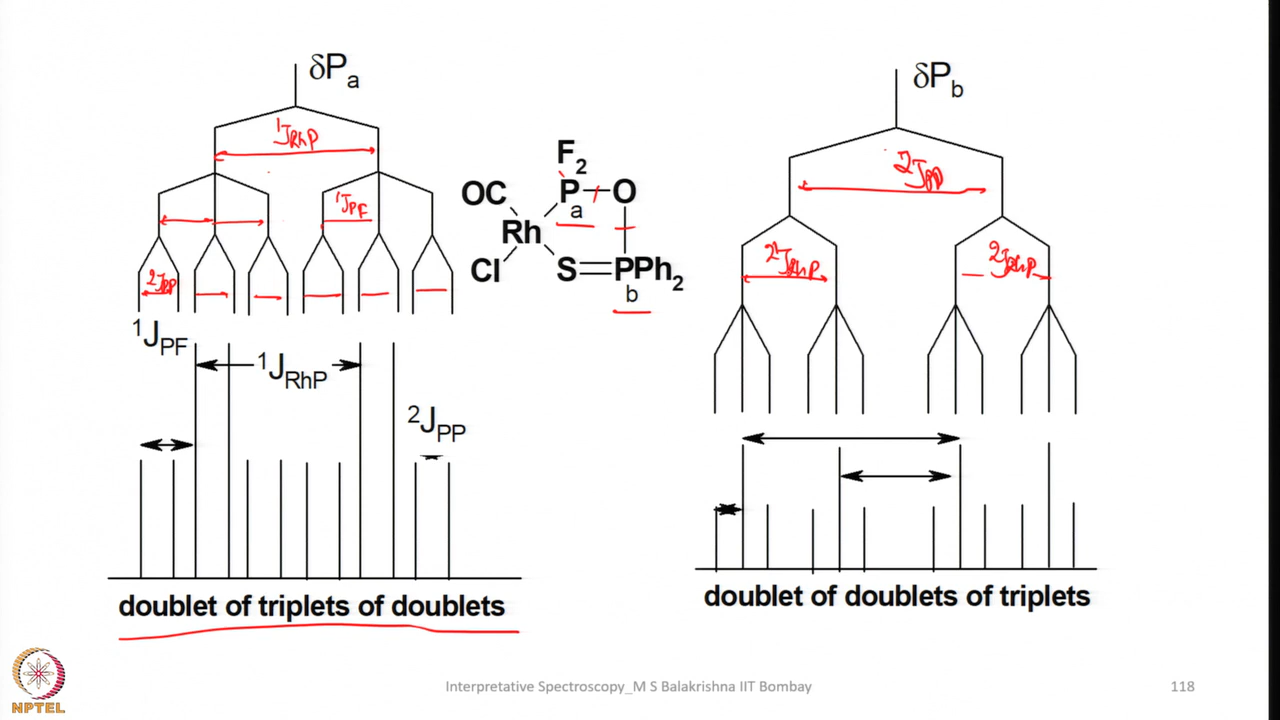 δPa
¹JRhP
¹JPF
²JPP
¹JPF
¹JRhP
²JPP
doublet of triplets of doublets
F2
OC P O
a
Rh
Cl S=PPh2
b
δPb
²JPP
²JRhP ²JRhP
doublet of doublets of triplets
NPTEL
Interpretative Spectroscopy_M S Balakrishna IIT Bombay
118